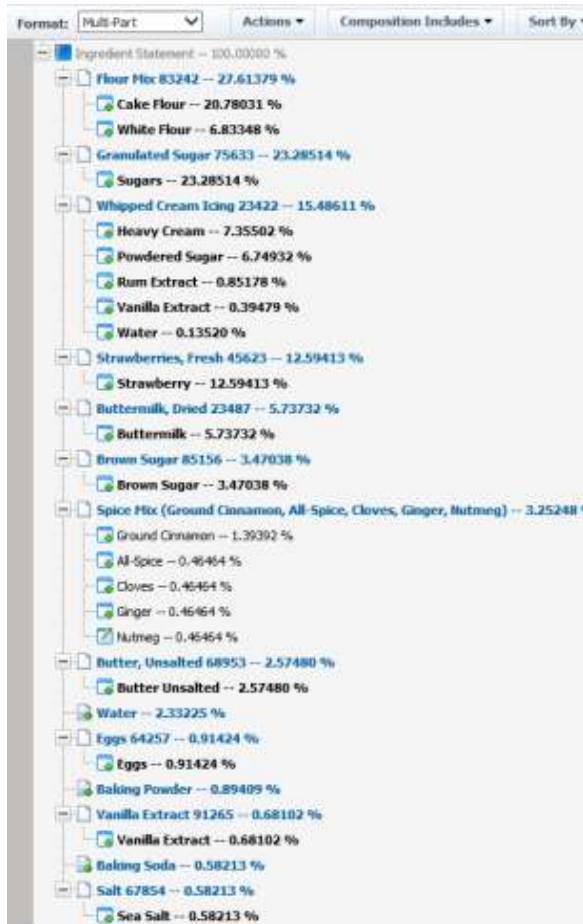 Format: Multi-Part Actions Composition Includes Sort By
Ingredient Statement -- 100.00000 %
Flour Mix 83242 -- 27.61379 %
Cake Flour -- 20.78031 %
White Flour -- 6.83348 %
Granulated Sugar 75633 -- 23.28514 %
Sugars -- 23.28514 %
Whipped Cream Icing 23422 -- 15.48611 %
Heavy Cream -- 7.35502 %
Powdered Sugar -- 6.74932 %
Rum Extract -- 0.85178 %
Vanilla Extract -- 0.39479 %
Water -- 0.13520 %
Strawberries, Fresh 45623 -- 12.59413 %
Strawberry -- 12.59413 %
Buttermilk, Dried 23487 -- 5.73732 %
Buttermilk -- 5.73732 %
Brown Sugar 85156 -- 3.47038 %
Brown Sugar -- 3.47038 %
Spice Mix (Ground Cinnamon, All-Spice, Cloves, Ginger, Nutmeg) -- 3.25248
Ground Cinnamon -- 1.39392 %
All-Spice -- 0.46464 %
Cloves -- 0.46464 %
Ginger -- 0.46464 %
Nutmeg -- 0.46464 %
Butter, Unsalted 68953 -- 2.57480 %
Butter Unsalted -- 2.57480 %
Water -- 2.33225 %
Eggs 64257 -- 0.91424 %
Eggs -- 0.91424 %
Baking Powder -- 0.89409 %
Vanilla Extract 91265 -- 0.68102 %
Vanilla Extract -- 0.68102 %
Baking Soda -- 0.58213 %
Salt 67854 -- 0.58213 %
Sea Salt -- 0.58213 %